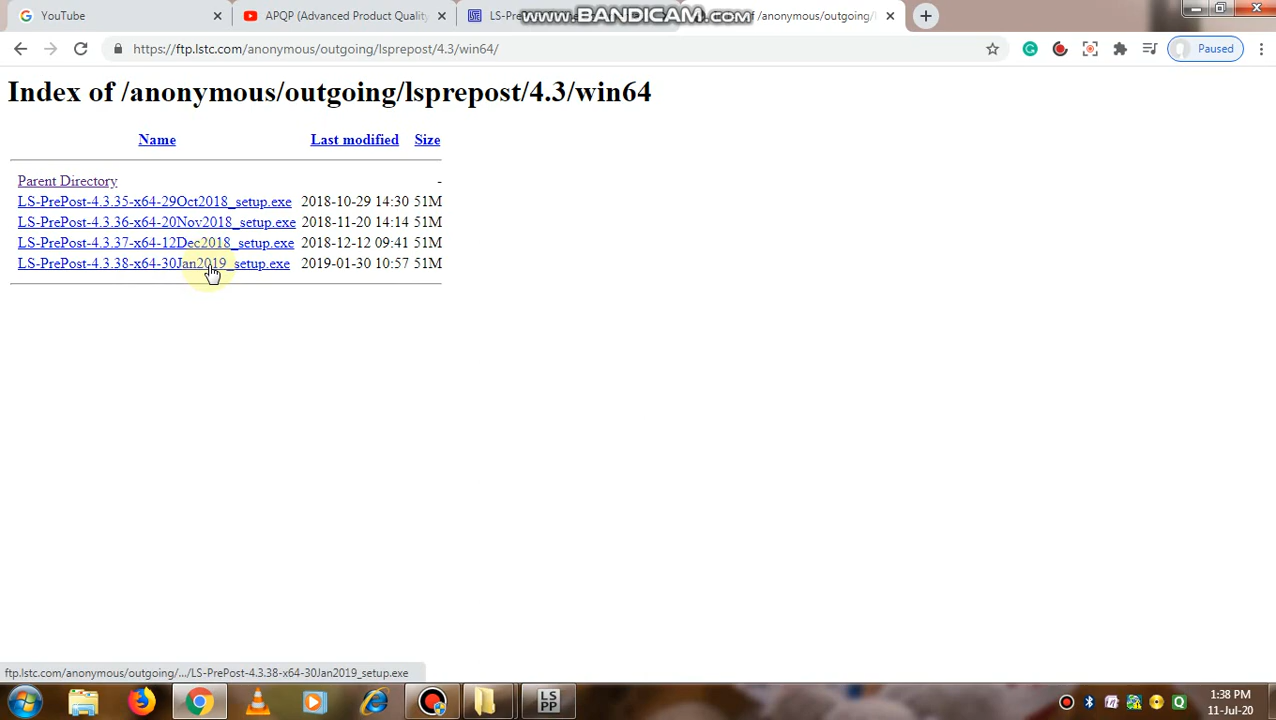 YouTube
APQP (Advanced Product Quality
LS-Pre
www.BANDICAM.com
of /anonymous/outgoing/
https://ftp.lstc.com/anonymous/outgoing/lsprepost/4.3/win64/
Paused
Index of /anonymous/outgoing/lsprepost/4.3/win64
Name Last modified Size
Parent Directory -
LS-PrePost-4.3.35-x64-29Oct2018_setup.exe 2018-10-29 14:30 51M
LS-PrePost-4.3.36-x64-20Nov2018_setup.exe 2018-11-20 14:14 51M
LS-PrePost-4.3.37-x64-12Dec2018_setup.exe 2018-12-12 09:41 51M
LS-PrePost-4.3.38-x64-30Jan2019_setup.exe 2019-01-30 10:57 51M
ftp.lstc.com/anonymous/outgoing/.../LS-PrePost-4.3.38-x64-30Jan2019_setup.exe
LS
PP
1:38 PM
11-Jul-20